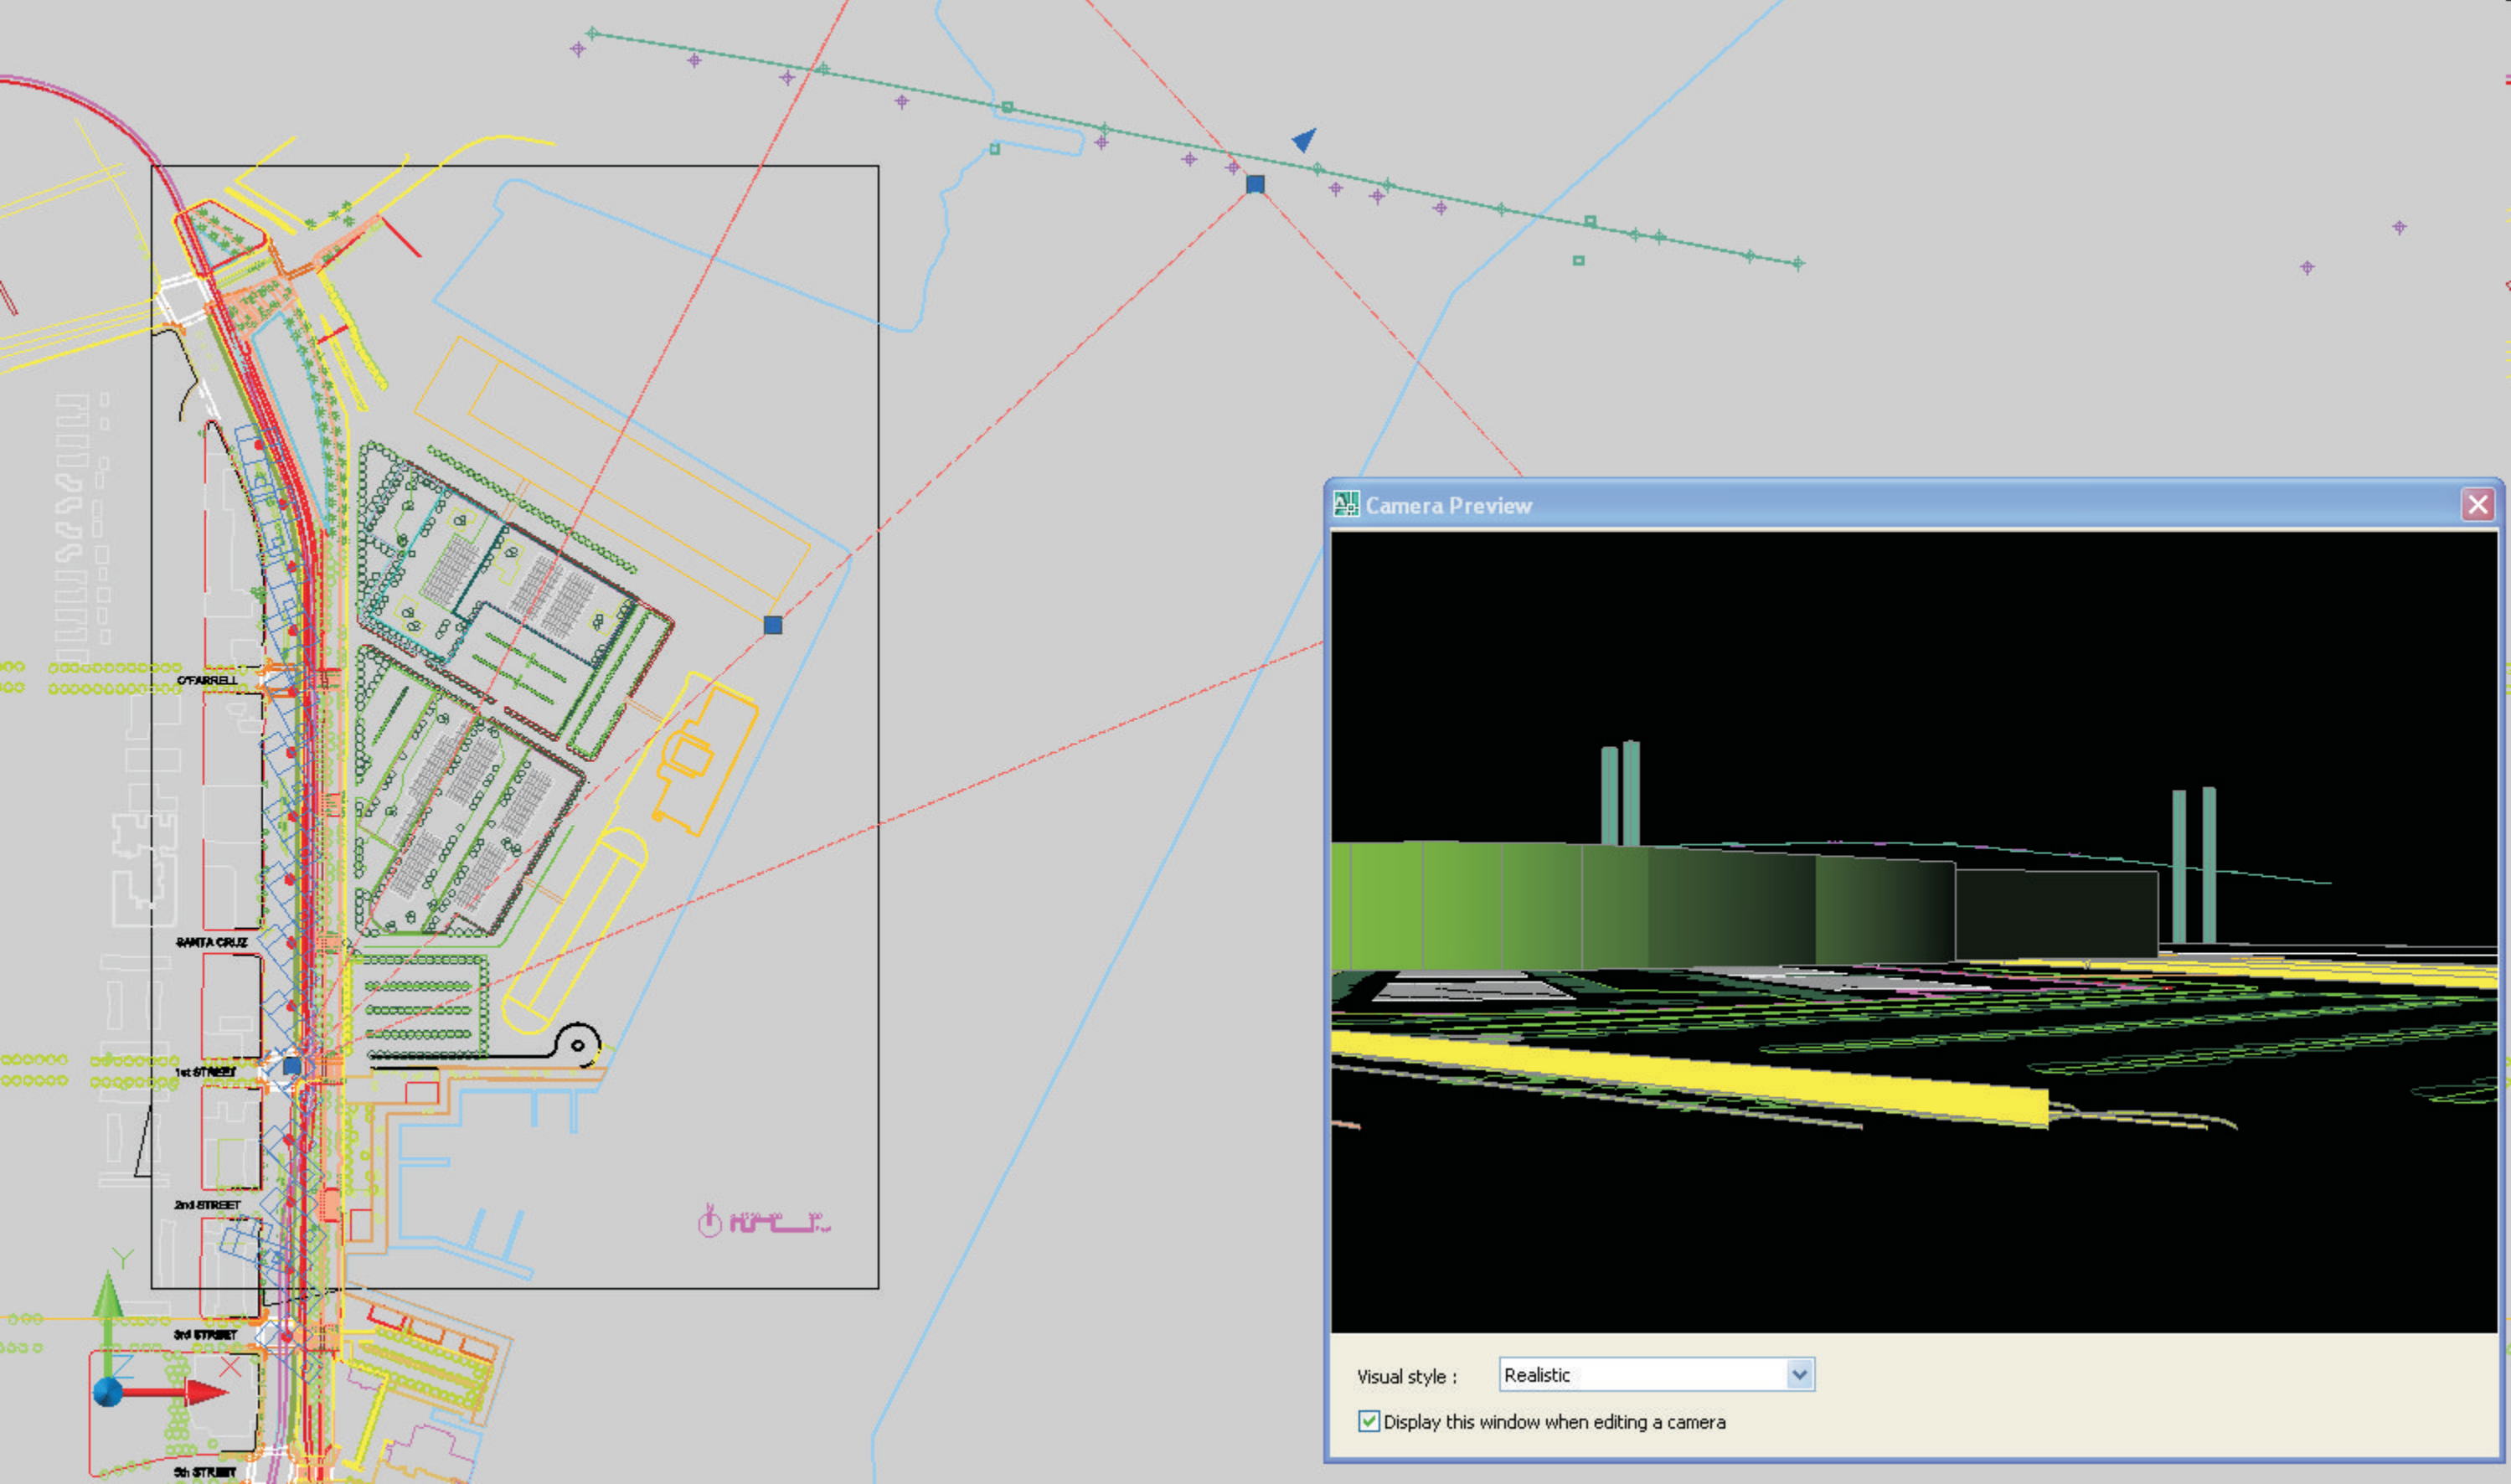 Camera Preview
O'FARRELL
SANTA CRUZ
1st STREET
2nd STREET
3rd STREET
5th STREET
Y
Z
X
N
Visual style :
Realistic
Display this window when editing a camera